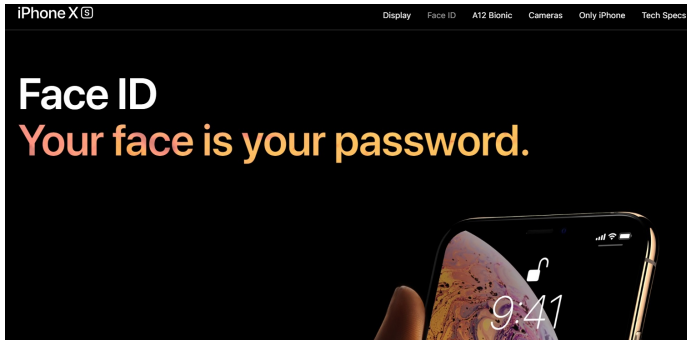 iPhone X S
Display Face ID A12 Bionic Cameras Only iPhone Tech Specs
Face ID
Your face is your password.
9:41